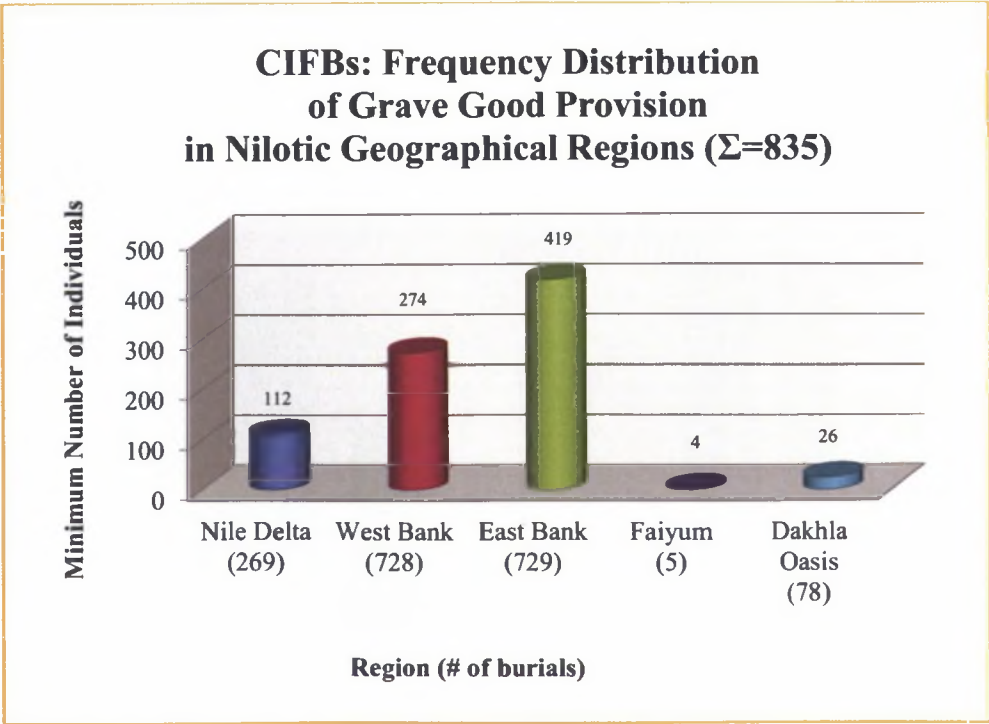 CIFBs: Frequency Distribution
of Grave Good Provision
in Nilotic Geographical Regions (Σ=835)
Minimum Number of Individuals
500
400
300
200
100
0
112
274
419
4
26
Nile Delta
(269)
West Bank
(728)
East Bank
(729)
Faiyum
(5)
Dakhla
Oasis
(78)
Region (# of burials)